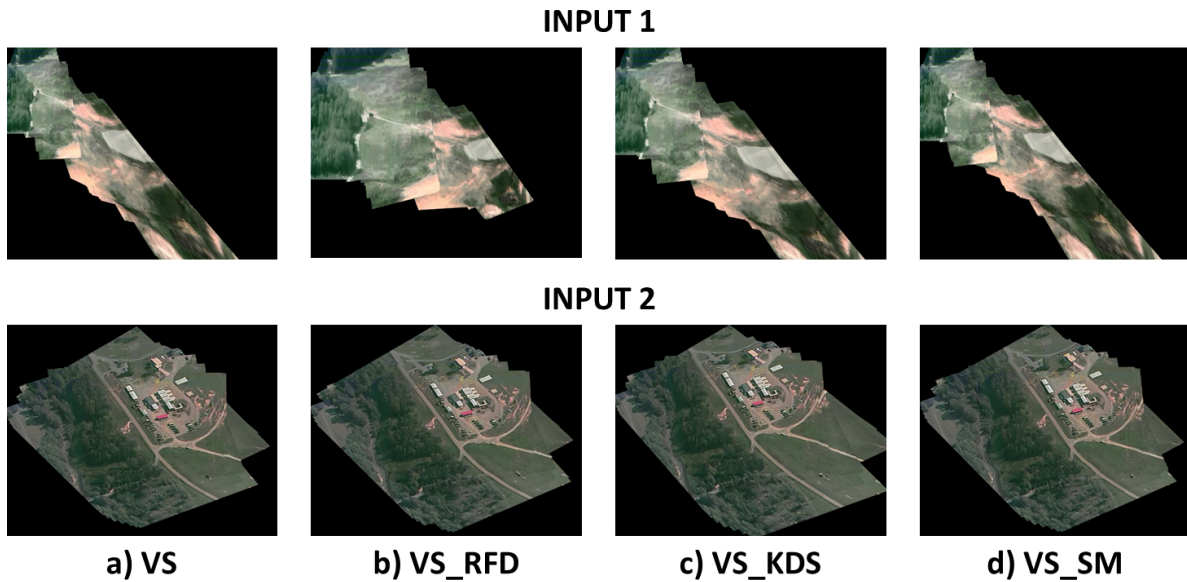 INPUT 1
INPUT 2
a) VS
b) VS_RFD
c) VS_KDS
d) VS_SM